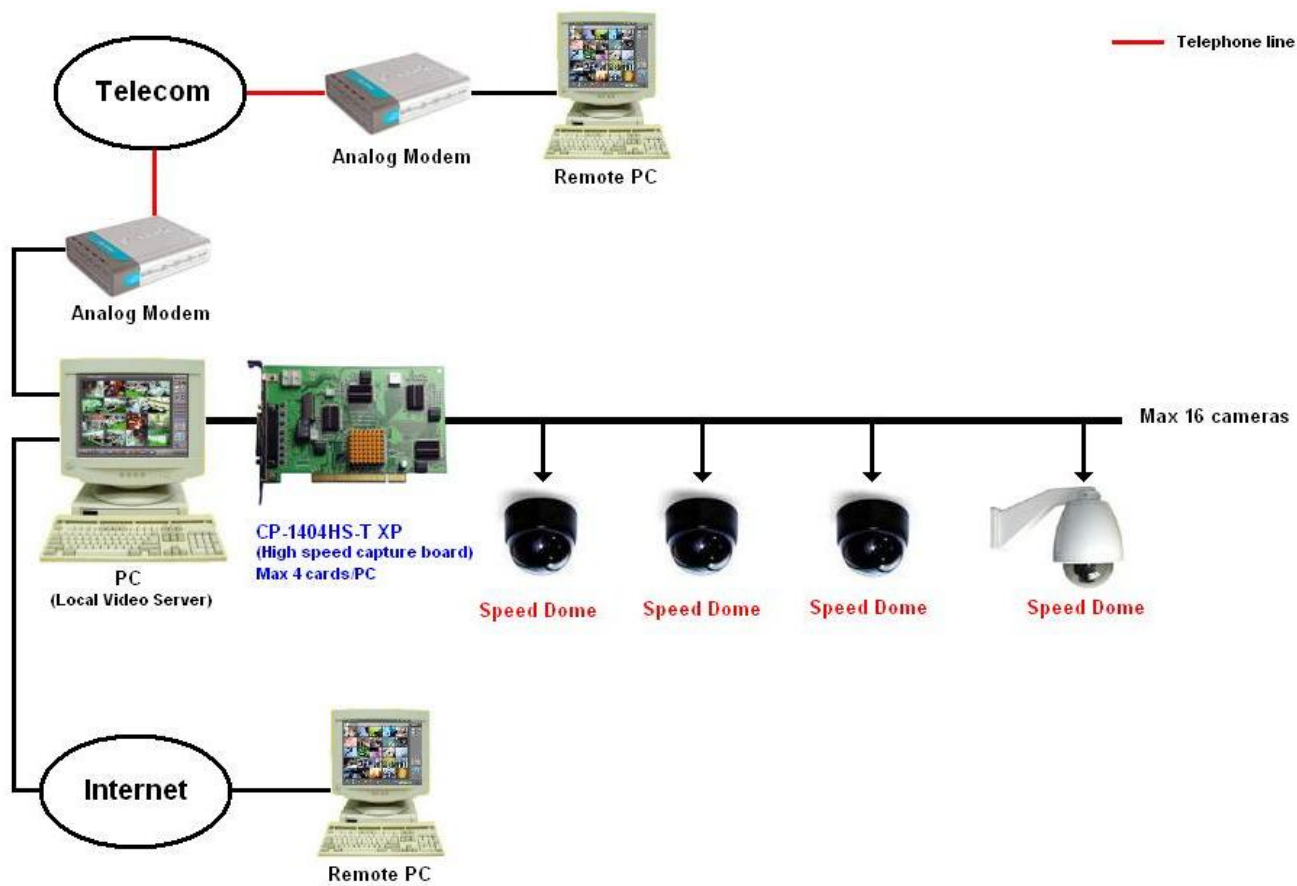 Telephone line
Telecom
Analog Modem
Remote PC
Analog Modem
Max 16 cameras
CP-1404HS-T XP
(High speed capture board)
Max 4 cards/PC
PC
(Local Video Server)
Speed Dome
Speed Dome
Speed Dome
Speed Dome
Internet
Remote PC